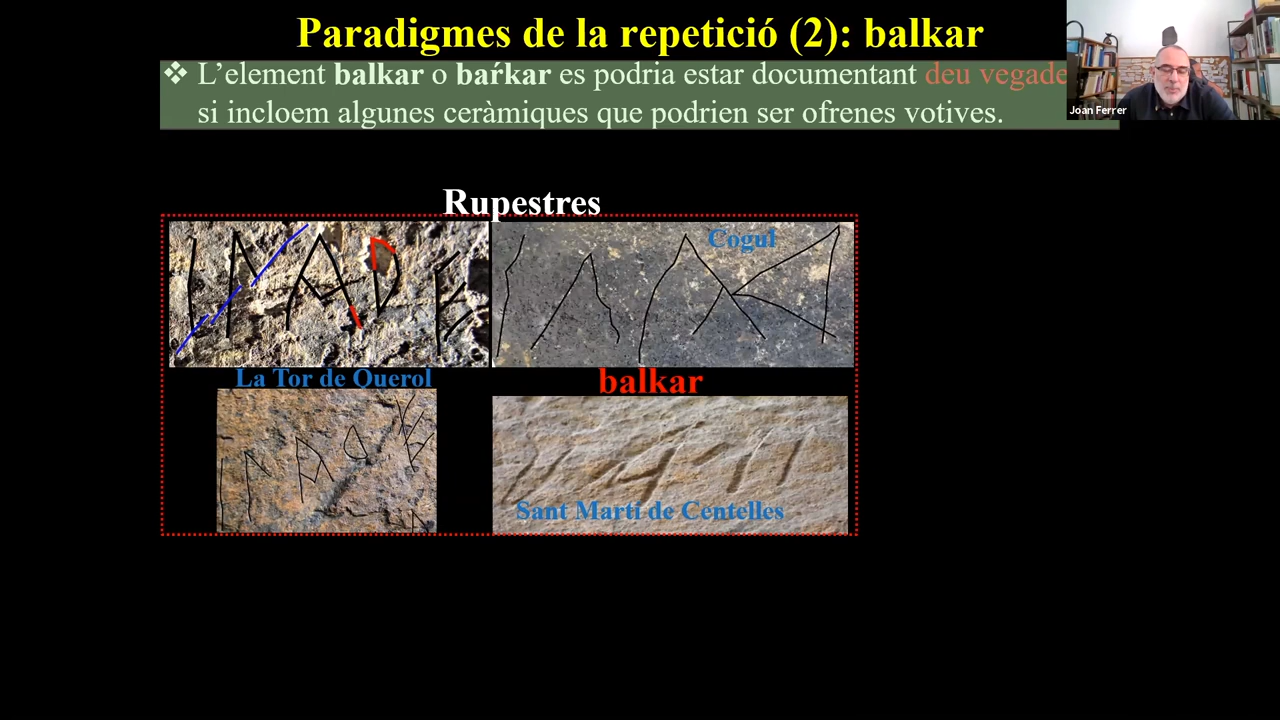 Paradigmes de la repetició (2): balkar
❖ L'element balkar o baŕkar es podria estar documentant deu vegade
si incloem algunes ceràmiques que podrien ser ofrenes votives.
Joan Ferrer
Rupestres
Cogul
La Tor de Querol
balkar
Sant Martí de Centelles